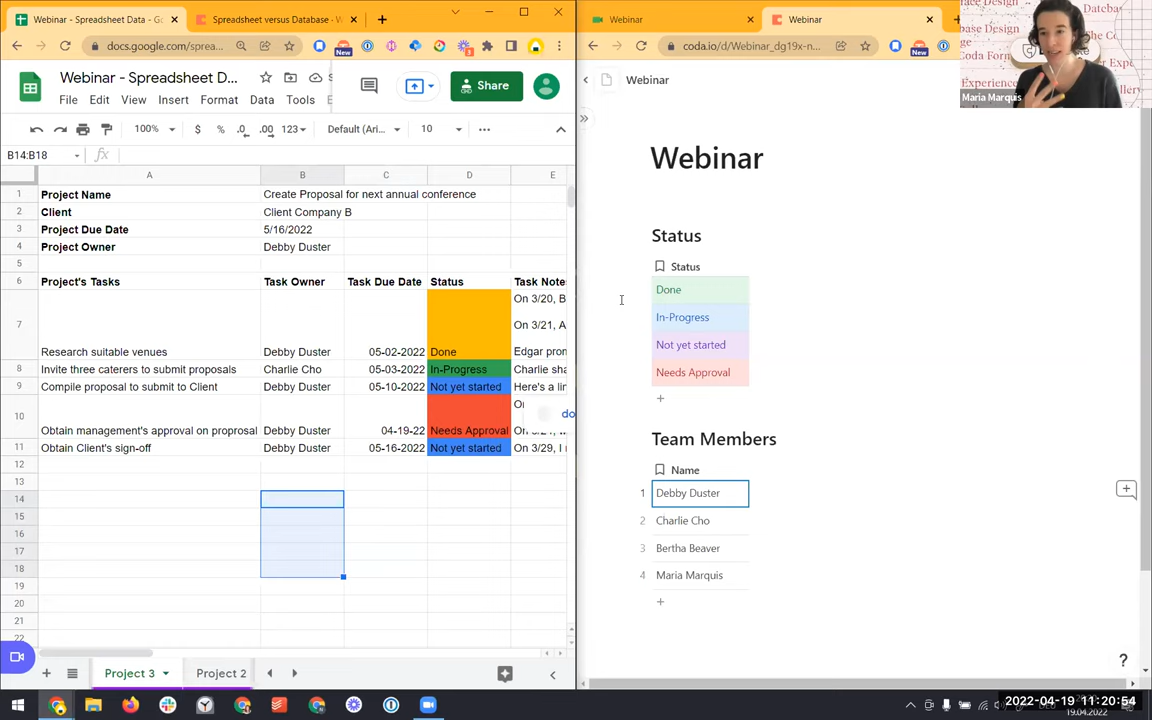 Webinar - Spreadsheet Data - Go
Spreadsheet versus Database - W
Webinar
Webinar
docs.google.com/sprea...
New
coda.io/d/Webinar_dg19x-n...
New
Maria Marquis
Webinar - Spreadsheet D...
File Edit View Insert Format Data Tools
Share
Webinar
100% $ % .0 .00 123 Default (Ari... 10
B14:B18
fx
A B C D E
1 Project Name Create Proposal for next annual conference
2 Client Client Company B
3 Project Due Date 5/16/2022
4 Project Owner Debby Duster
5
6 Project's Tasks Task Owner Task Due Date Status Task Note
On 3/20, B
On 3/21, A
7 Research suitable venues Debby Duster 05-02-2022 Done Edgar pron
8 Invite three caterers to submit proposals Charlie Cho 05-03-2022 In-Progress Charlie sha
9 Compile proposal to submit to Client Debby Duster 05-10-2022 Not yet started Here's a lin
do
10 Obtain management's approval on proprosal Debby Duster 04-19-22 Needs Approval
11 Obtain Client's sign-off Debby Duster 05-16-2022 Not yet started On 3/29, I r
12
13
14
15
16
17
18
19
20
21
22
Project 3
Project 2
Webinar
Status
Status
Done
In-Progress
Not yet started
Needs Approval
Team Members
Name
1 Debby Duster
2 Charlie Cho
3 Bertha Beaver
4 Maria Marquis
?
2022-04-19 11:20:54
19.04.2022